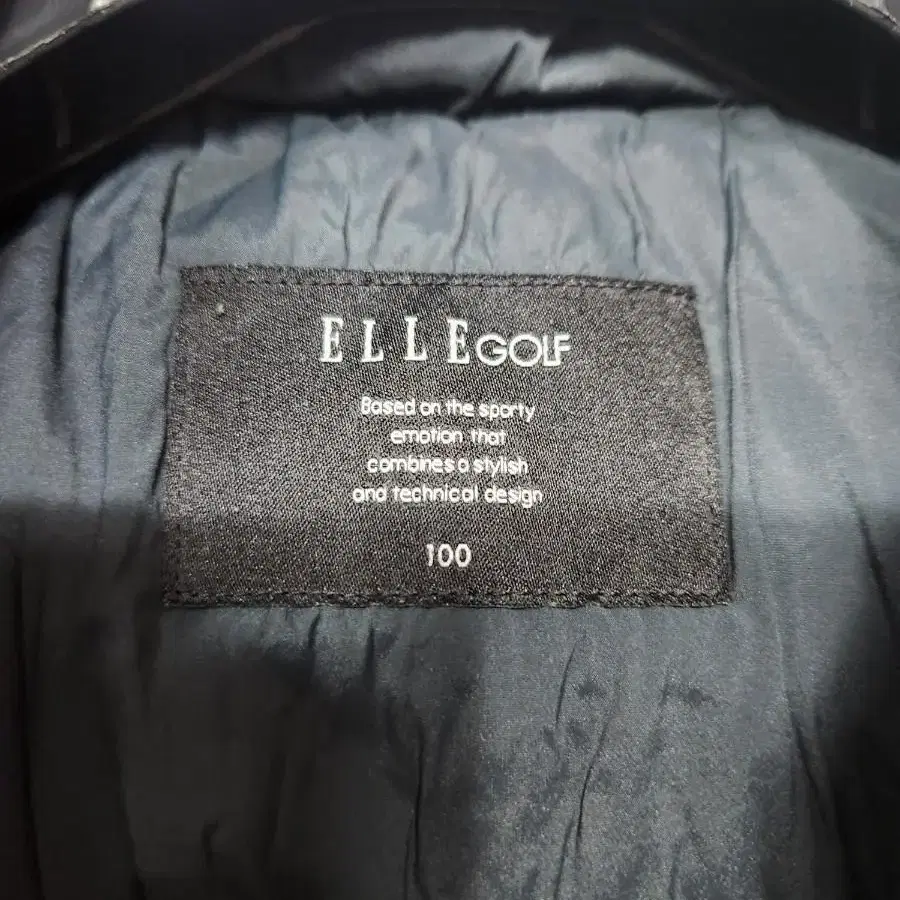 ELLE GOLF
Based on the sporty
emotion that
combines a stylish
and technical design
100